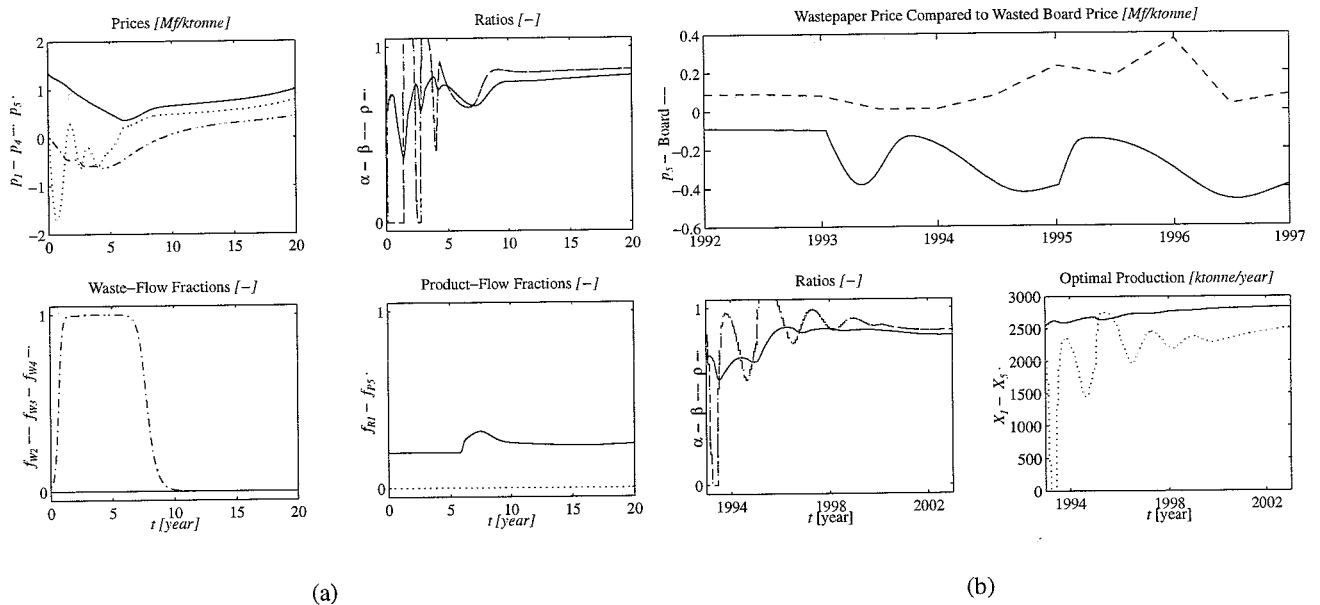 Prices [Mf/ktonne]
p1 – p4 –· p5 ·
2
1
0
−1
−2
0 5 10 15 20
Ratios [–]
α – β –– ρ –·
1
0
0 5 10 15 20
Wastepaper Price Compared to Wasted Board Price [Mf/ktonne]
p5 – Board ––
0.4
0.2
0
−0.2
−0.4
−0.6
1992 1993 1994 1995 1996 1997
Waste–Flow Fractions [–]
fW2 –– fW3 – fW4 –·
1
0
0 5 10 15 20
t [year]
Product–Flow Fractions [–]
fR1 – fP5 ·
1
0
0 5 10 15 20
t [year]
Ratios [–]
α – β –– ρ –·
1
0
1994 1998 2002
t [year]
Optimal Production [ktonne/year]
X1 – X5 ·
3000
2500
2000
1500
1000
500
0
1994 1998 2002
t [year]
(a)
(b)